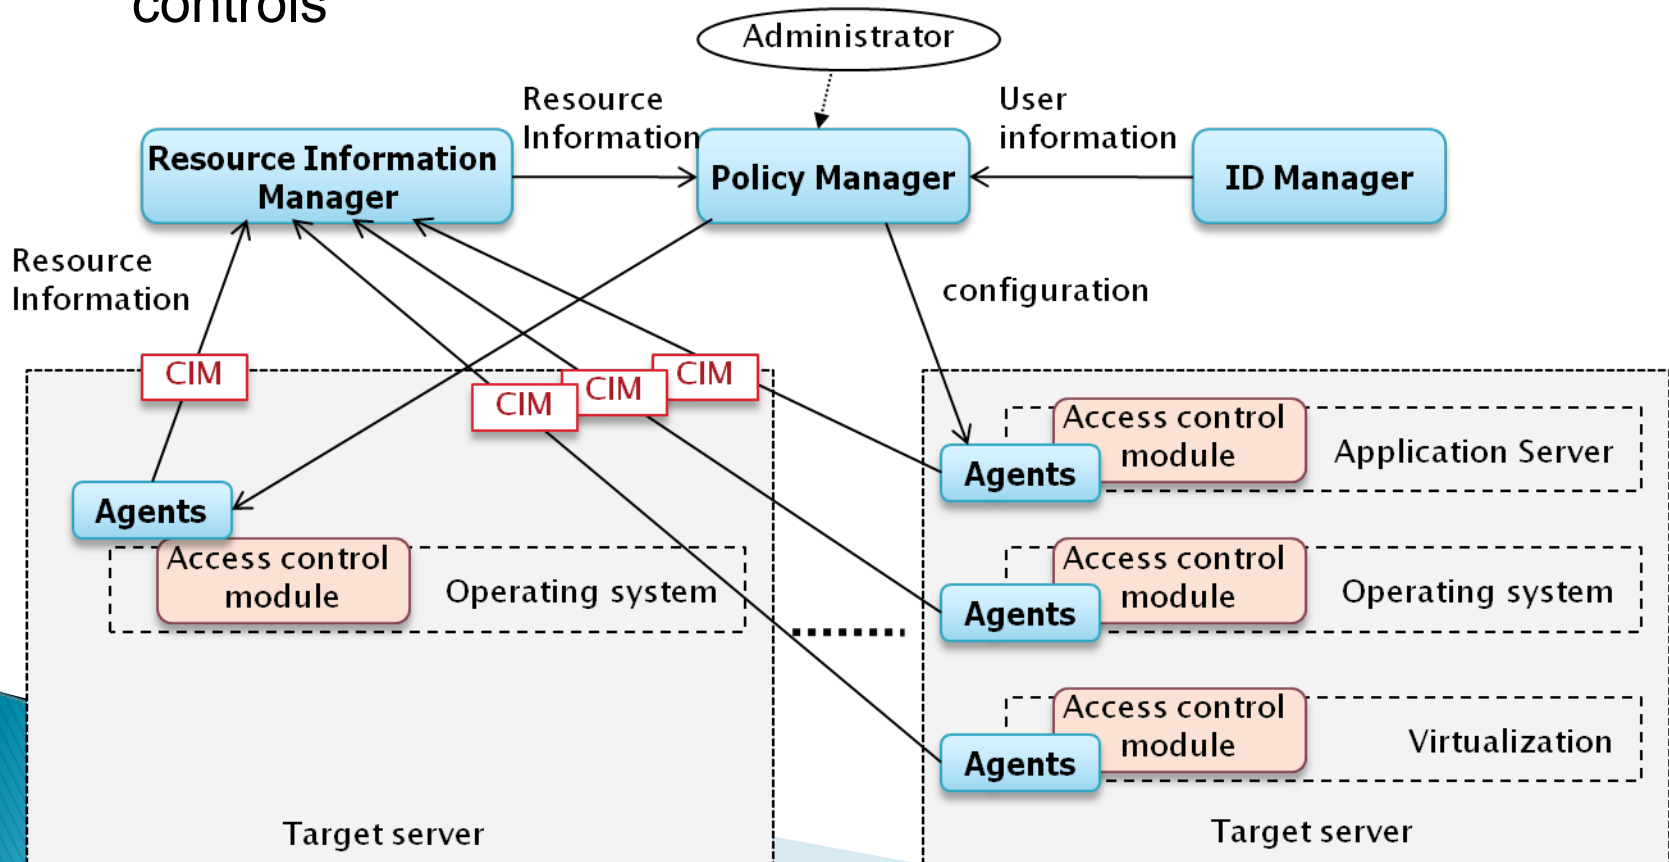 controls
Administrator
Resource
Information
User
information
Resource Information
Manager
Policy Manager
ID Manager
Resource
Information
configuration
CIM
CIM
CIM
CIM
Agents
Access control
module
Operating system
Target server
Access control
module
Application Server
Agents
Access control
module
Operating system
Agents
Access control
module
Virtualization
Agents
Target server